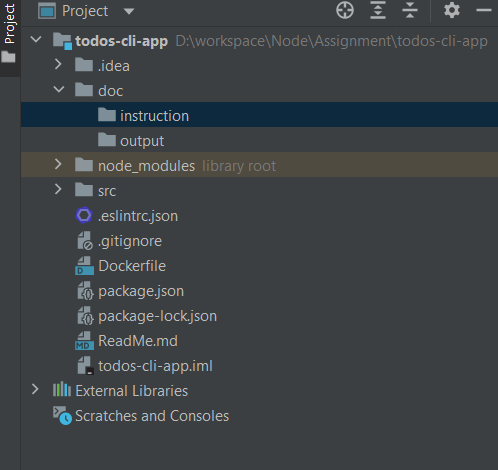 Project
Project
todos-cli-app D:\workspace\Node\Assignment\todos-cli-app
.idea
doc
instruction
output
node_modules library root
src
.eslintrc.json
.gitignore
Dockerfile
package.json
package-lock.json
ReadMe.md
todos-cli-app.iml
External Libraries
Scratches and Consoles